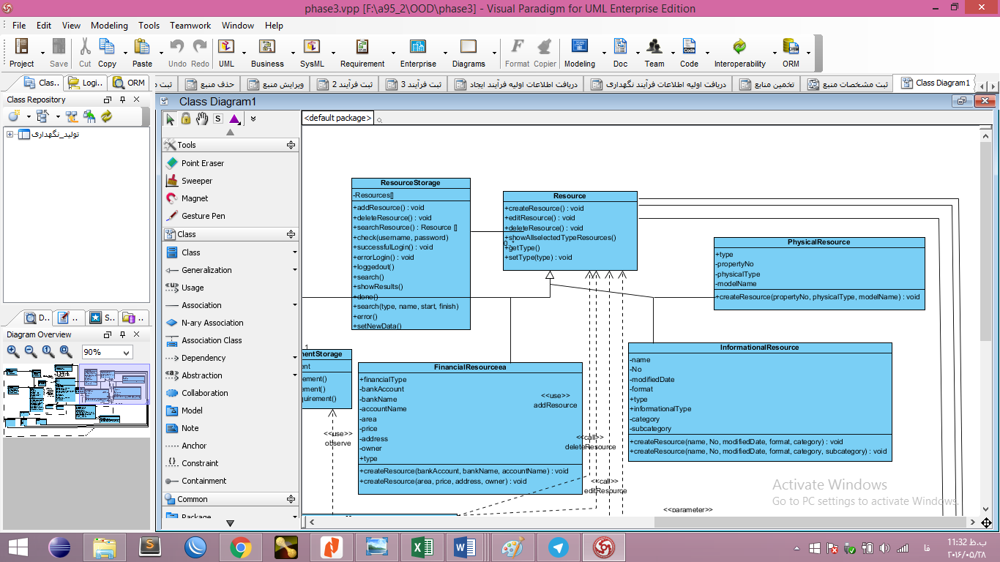 phase3.vpp [F:\a95_2\OOD\phase3] - Visual Paradigm for UML Enterprise Edition
File Edit View Modeling Tools Teamwork Window Help
Project Save Cut Copy Paste Undo Redo UML Business SysML Requirement Enterprise Diagrams Format Copier Modeling Doc Team Code Interoperability ORM
Clas.. Logi.. ORM
حذف منبع
ویرایش منبع
ثبت فرآیند 2
ثبت فرآیند 3
دریافت اطلاعات اولیه فرآیند ایجاد
دریافت اطلاعات اولیه فرآیند نگهداری
تخمین منابع
ثبت مشخصات منبع
Class Diagram1
Class Repository
Class Diagram1
<default package>
تولید_نگهداری
Tools
Point Eraser
Sweeper
Magnet
Gesture Pen
Class
Class
Generalization
<<u>> Usage
Association
N-ary Association
Association Class
Dependency
<<a>> Abstraction
Collaboration
Model
Note
Anchor
Constraint
Containment
Common
Package
D.. .. S.. ..
Diagram Overview
90%
ResourceStorage
-Resources[]
+addResource() : void
+deleteResource() : void
+searchResource() : Resource []
+check(username, password)
+successfulLogin() : void
+errorLogin() : void
+loggedout()
+search()
+showResults()
+done()
+search(type, name, start, finish)
+error()
+setNewData()
Resource
+createResource() : void
+editResource() : void
+deleteResource() : void
+showAllselectedTypeResources()
+getType()
+setType(type) : void
0..*
PhysicalResource
+type
-propertyNo
-physicalType
-modelName
+createResource(propertyNo, physicalType, modelName) : void
1
mentStorage
ent
ement()
ement()
quirement()
<<use>>
observe
FinancialResourceea
+financialType
-bankAccount
-bankName
-accountName
-area
-price
-address
-owner
+type
+createResource(bankAccount, bankName, accountName) : void
+createResource(area, price, address, owner) : void
<<use>>
addResource
<<call>>
deleteResource
<<call>>
editResource
InformationalResource
-name
-No
-modifiedDate
-format
+type
+informationalType
-category
-subcategory
+createResource(name, No, modifiedDate, format, category) : void
+createResource(name, No, modifiedDate, format, category, subcategory) : void
<<parameter>>
Activate Windows
Go to PC settings to activate Windows.
فا
11:32 ب.ظ
۲۰۱۶/۰۵/۲۸